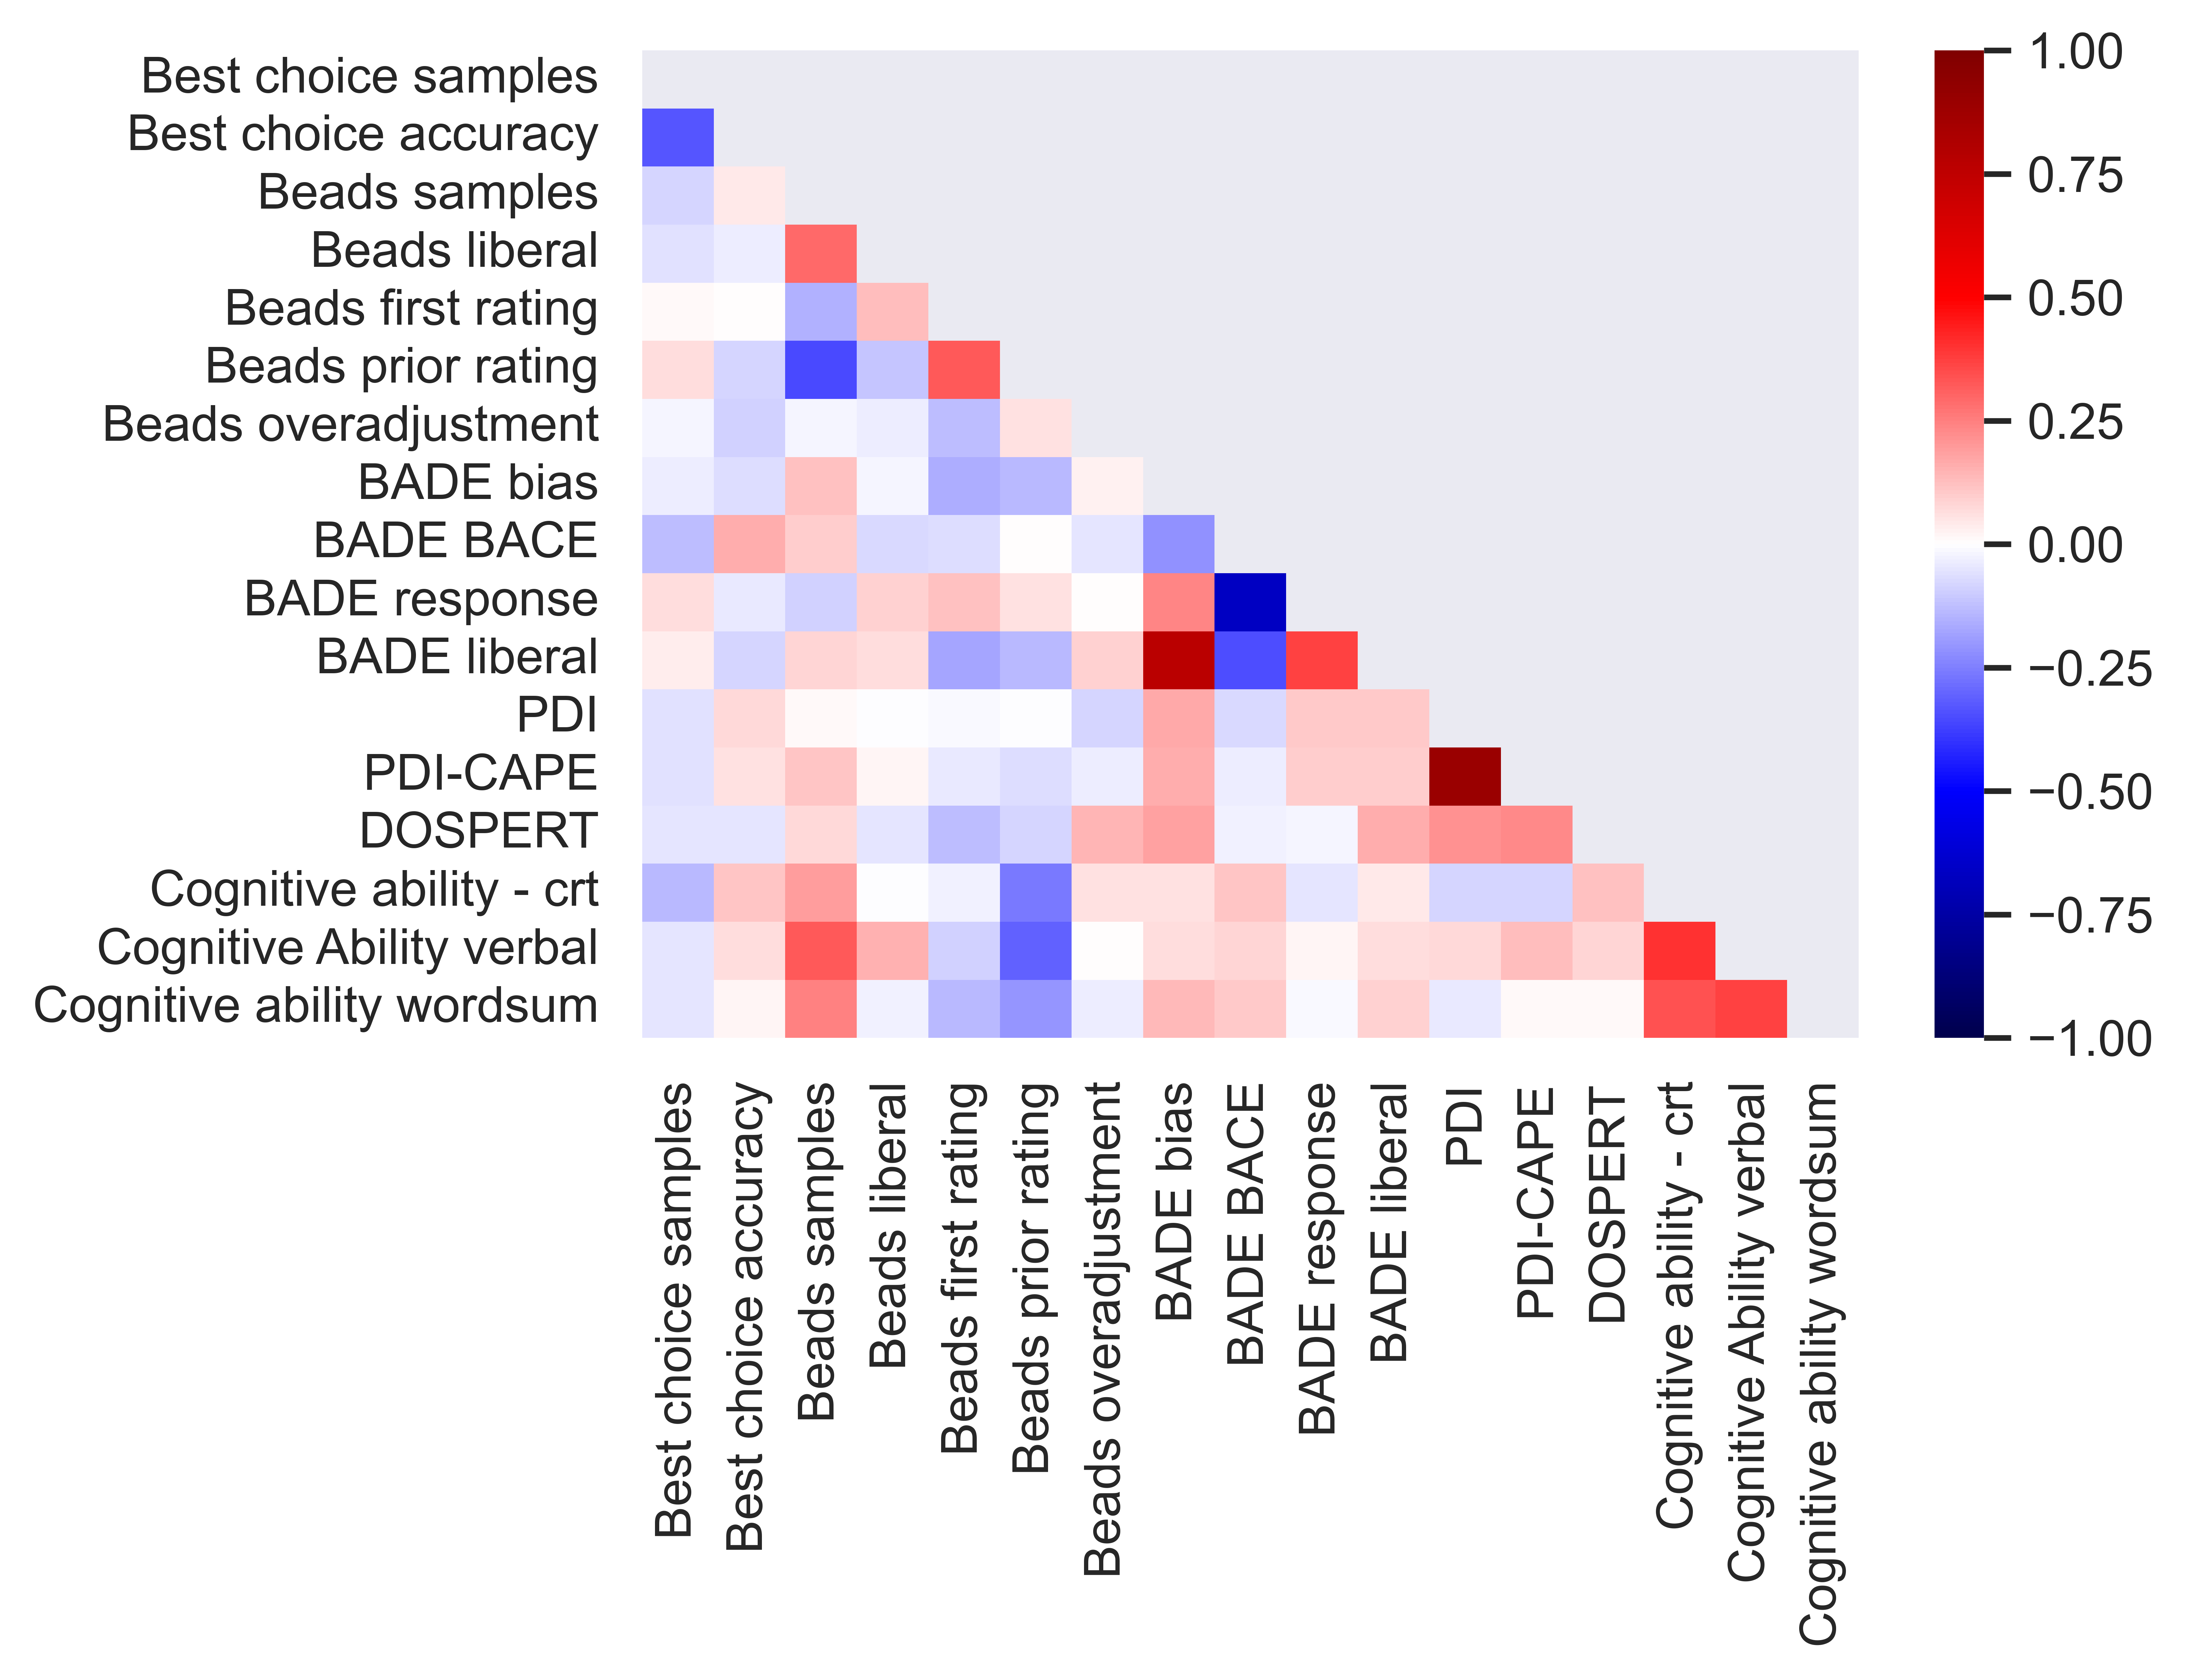 Best choice samples
Best choice accuracy
Beads samples
Beads liberal
Beads first rating
Beads prior rating
Beads overadjustment
BADE bias
BADE BACE
BADE response
BADE liberal
PDI
PDI-CAPE
DOSPERT
Cognitive ability - crt
Cognitive Ability verbal
Cognitive ability wordsum
Best choice samples
Best choice accuracy
Beads samples
Beads liberal
Beads first rating
Beads prior rating
Beads overadjustment
BADE bias
BADE BACE
BADE response
BADE liberal
PDI
PDI-CAPE
DOSPERT
Cognitive ability - crt
Cognitive Ability verbal
Cognitive ability wordsum
1.00
0.75
0.50
0.25
0.00
−0.25
−0.50
−0.75
−1.00